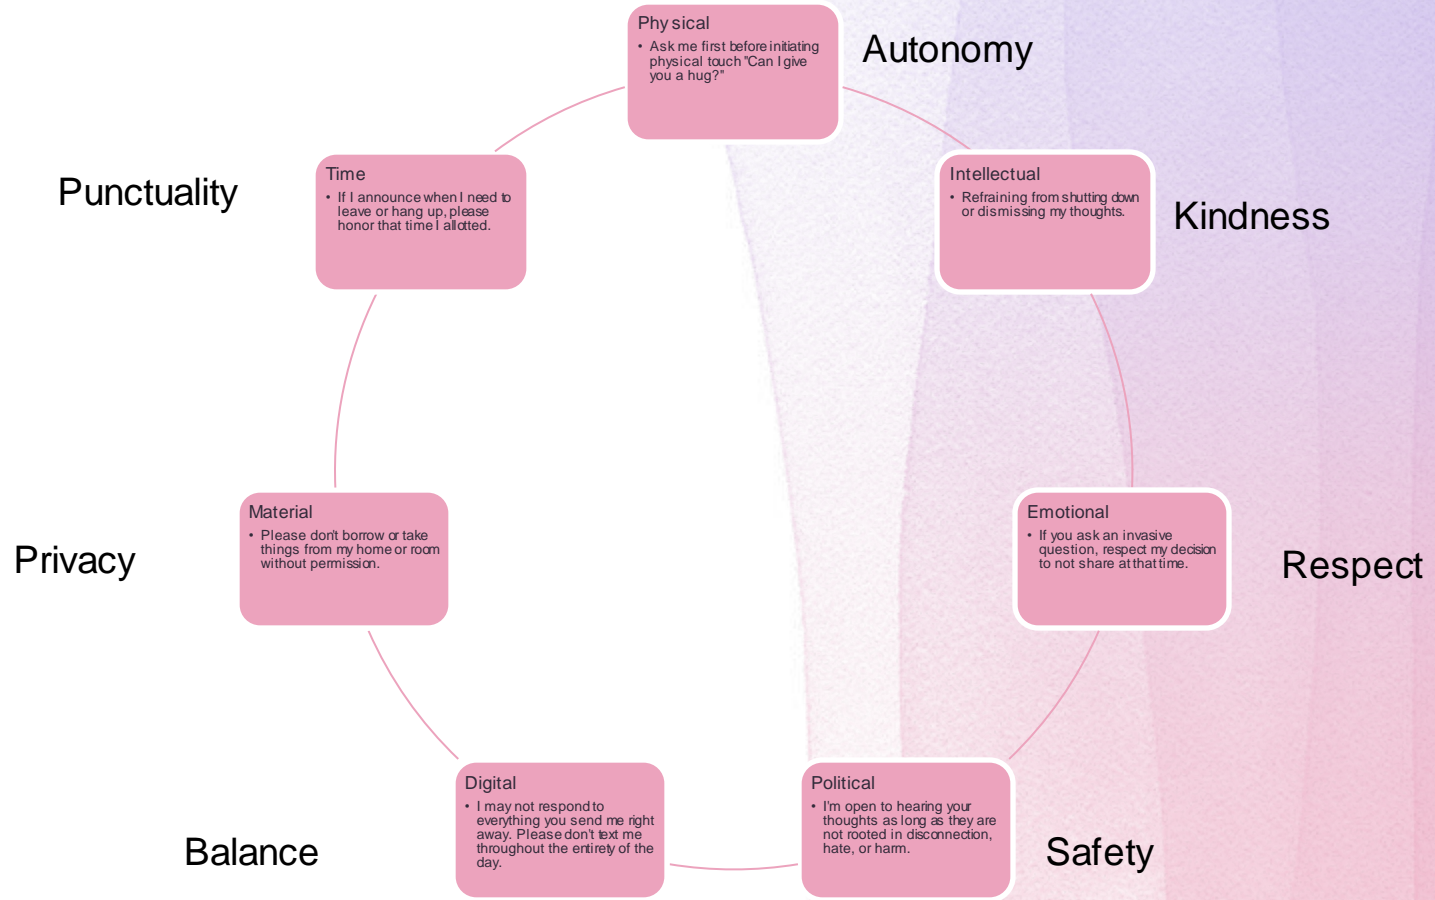 Physical
• Ask me first before initiating
physical touch "Can I give
you a hug?"
Autonomy
Intellectual
• Refraining from shutting down
or dismissing my thoughts.
Kindness
Emotional
• If you ask an invasive
question, respect my decision
to not share at that time.
Respect
Political
• I'm open to hearing your
thoughts as long as they are
not rooted in disconnection,
hate, or harm.
Safety
Digital
• I may not respond to
everything you send me right
away. Please don't text me
throughout the entirety of the
day.
Balance
Material
• Please don't borrow or take
things from my home or room
without permission.
Privacy
Time
• If I announce when I need to
leave or hang up, please
honor that time I allotted.
Punctuality